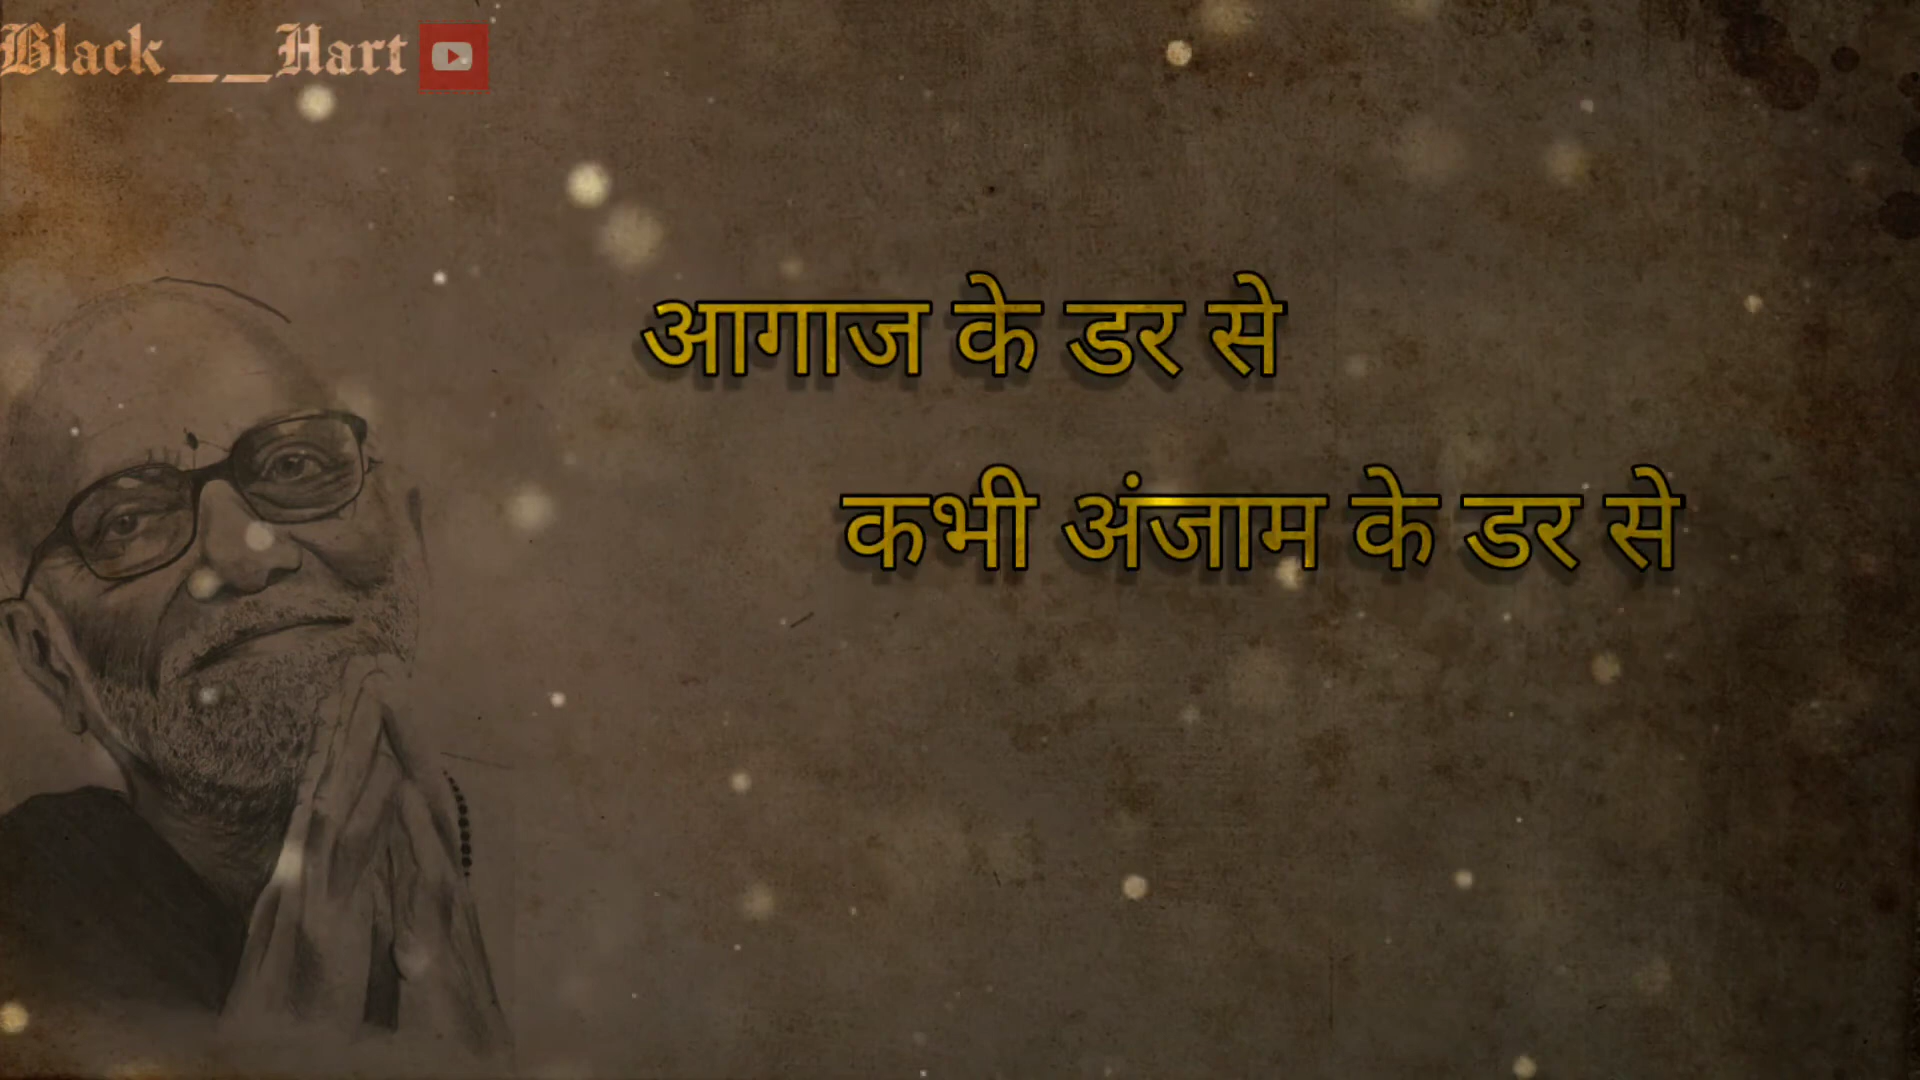 Black__Hart
आगाज के डर से
कभी अंजाम के डर से